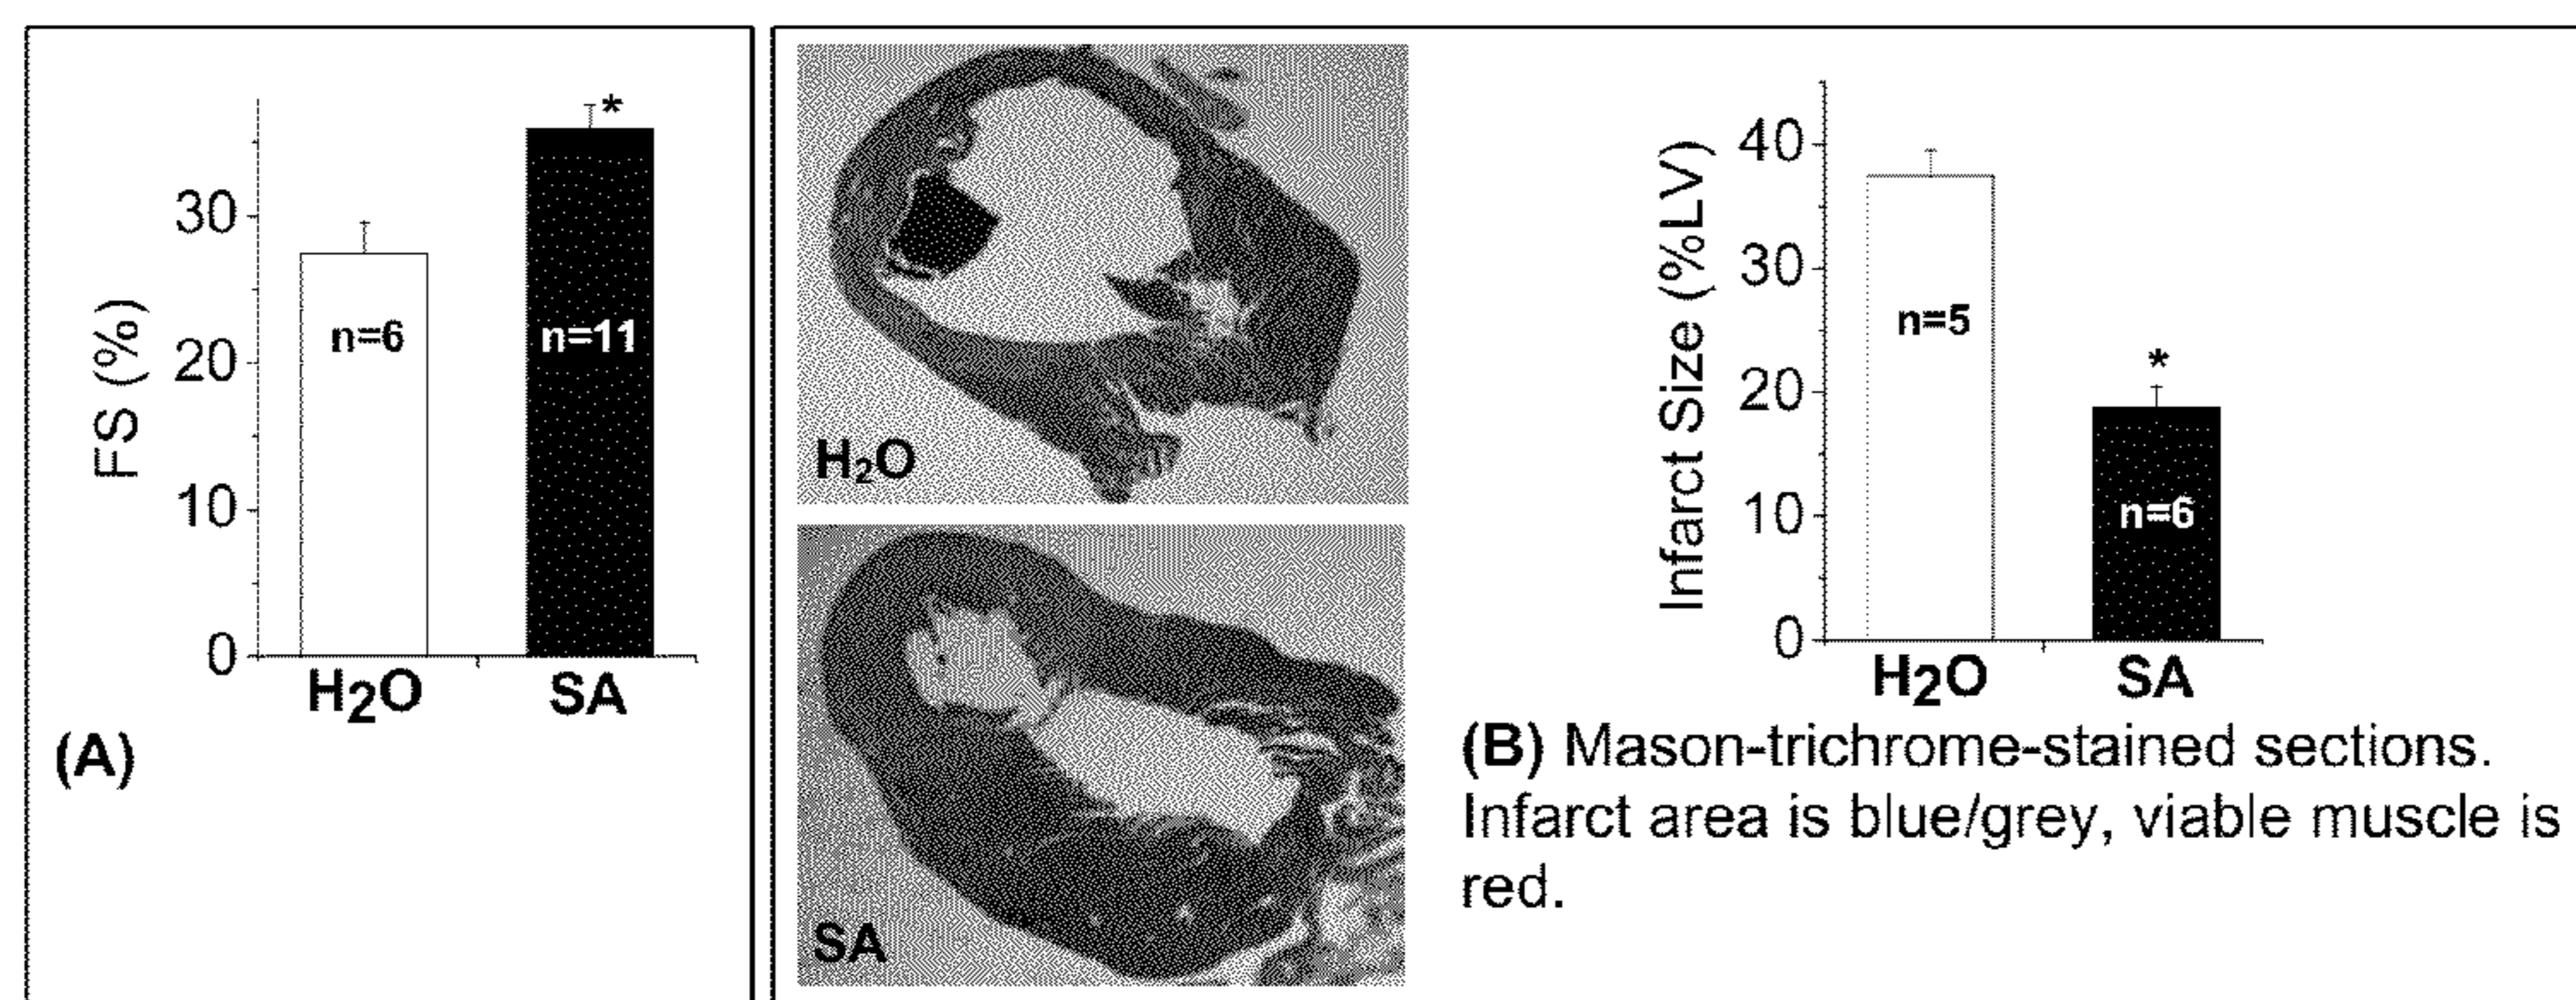 FS (%)
30
20
10
0
n=6
n=11
*
H₂O
SA
(A)
H₂O
SA
Infarct Size (%LV)
40
30
20
10
0
n=5
*
n=6
H₂O
SA
(B) Mason-trichrome-stained sections.
Infarct area is blue/grey, viable muscle is
red.